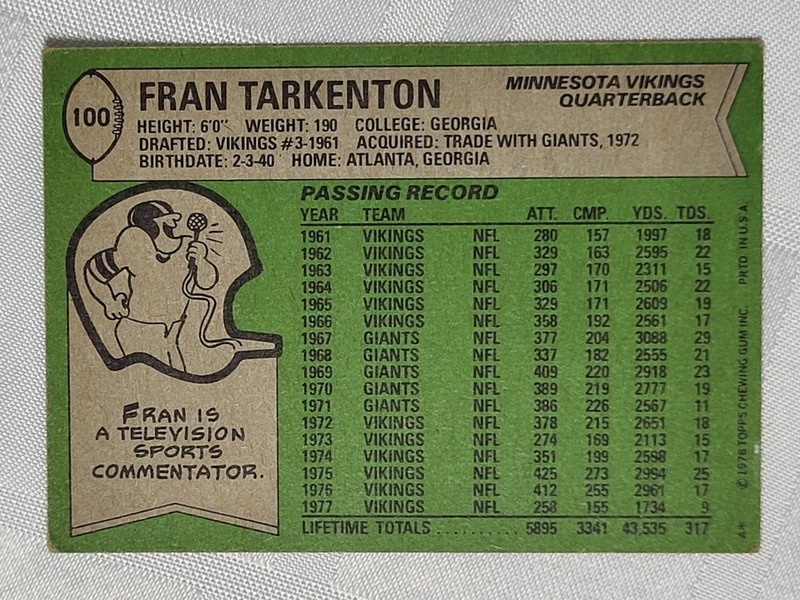 100
FRAN TARKENTON
MINNESOTA VIKINGS
QUARTERBACK
HEIGHT: 6'0" WEIGHT: 190 COLLEGE: GEORGIA
DRAFTED: VIKINGS #3-1961 ACQUIRED: TRADE WITH GIANTS, 1972
BIRTHDATE: 2-3-40 HOME: ATLANTA, GEORGIA
PASSING RECORD
YEAR TEAM ATT. CMP. YDS. TDS.
1961 VIKINGS NFL 280 157 1997 18
1962 VIKINGS NFL 329 163 2595 22
1963 VIKINGS NFL 297 170 2311 15
1964 VIKINGS NFL 306 171 2506 22
1965 VIKINGS NFL 329 171 2609 19
1966 VIKINGS NFL 358 192 2561 17
1967 GIANTS NFL 377 204 3088 29
1968 GIANTS NFL 337 182 2555 21
1969 GIANTS NFL 409 220 2918 23
1970 GIANTS NFL 389 219 2777 19
1971 GIANTS NFL 386 226 2567 11
1972 VIKINGS NFL 378 215 2651 18
1973 VIKINGS NFL 274 169 2113 15
1974 VIKINGS NFL 351 199 2598 17
1975 VIKINGS NFL 425 273 2994 25
1976 VIKINGS NFL 412 255 2961 17
1977 VIKINGS NFL 258 155 1734 9
LIFETIME TOTALS .......... 5895 3341 43,535 317
FRAN IS
A TELEVISION
SPORTS
COMMENTATOR.
A* © 1978 TOPPS CHEWING GUM INC. PRTD. IN U.S.A